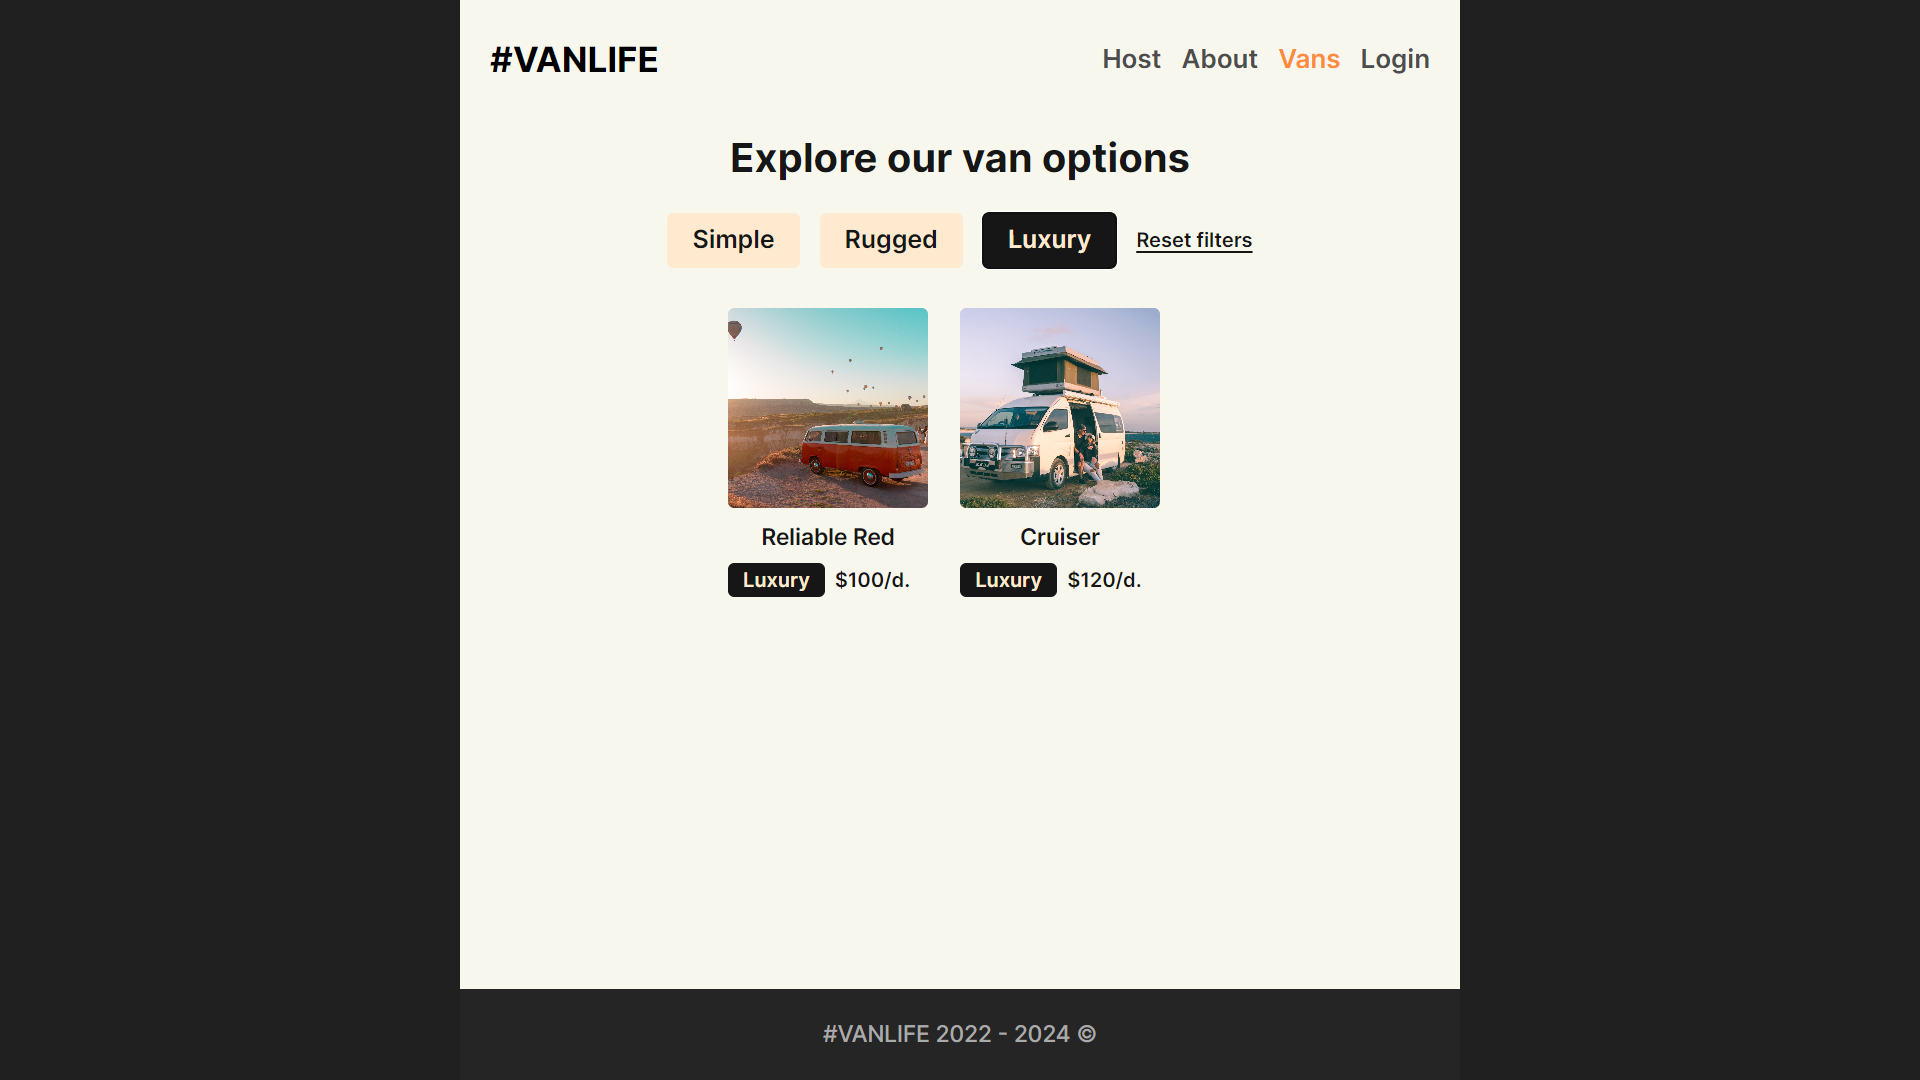 #VANLIFE
Host About Vans Login
Explore our van options
Simple Rugged Luxury Reset filters
Reliable Red
Luxury $100/d.
Cruiser
Luxury $120/d.
#VANLIFE 2022 - 2024 ©